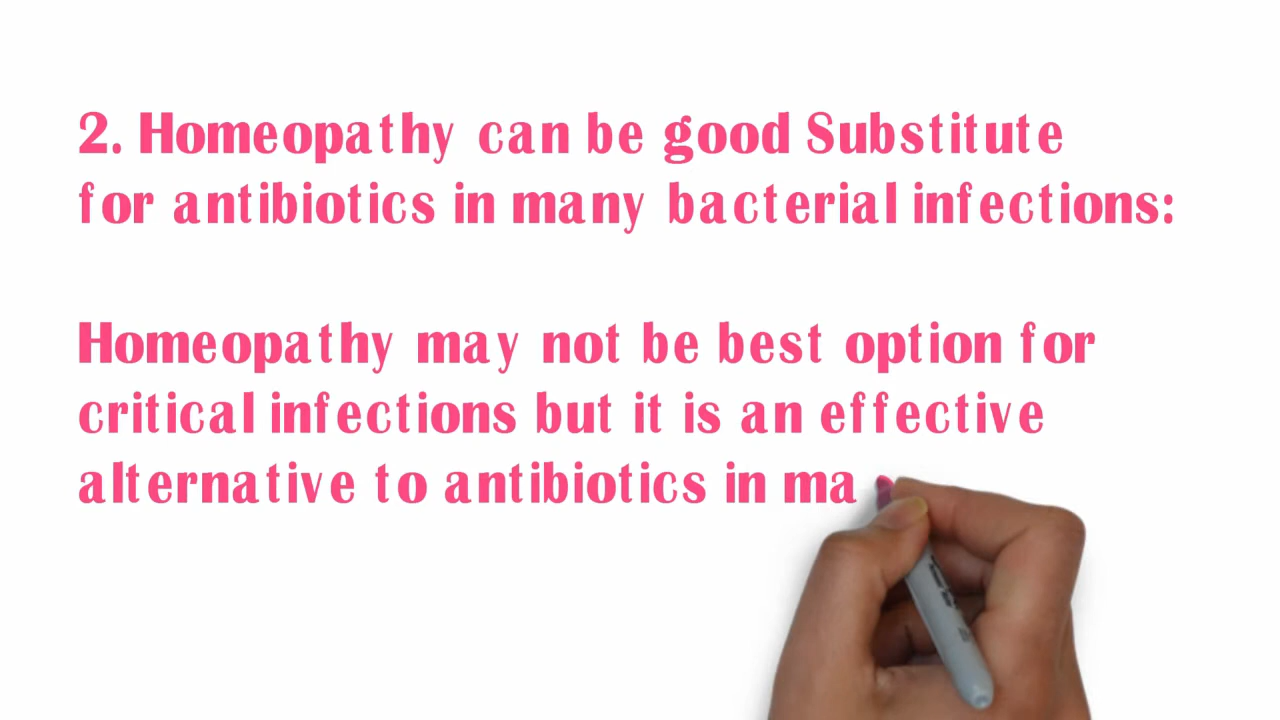 2. Homeopathy can be good Substitute
for antibiotics in many bacterial infections:
Homeopathy may not be best option for
critical infections but it is an effective
alternative to antibiotics in ma